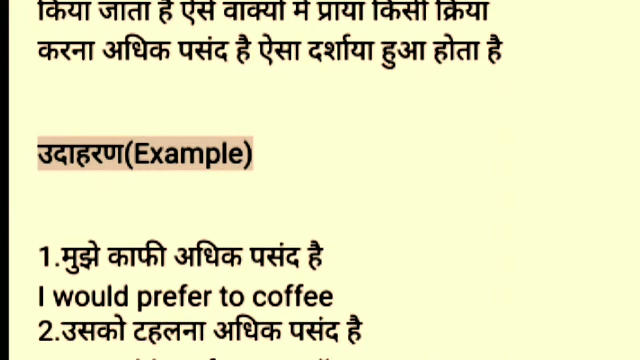 किया जाता है ऐसे वाक्यो मे प्राया किसी क्रिया
करना अधिक पसंद है ऐसा दर्शाया हुआ होता है
उदाहरण(Example)
1.मुझे काफी अधिक पसंद है
I would prefer to coffee
2.उसको टहलना अधिक पसंद है